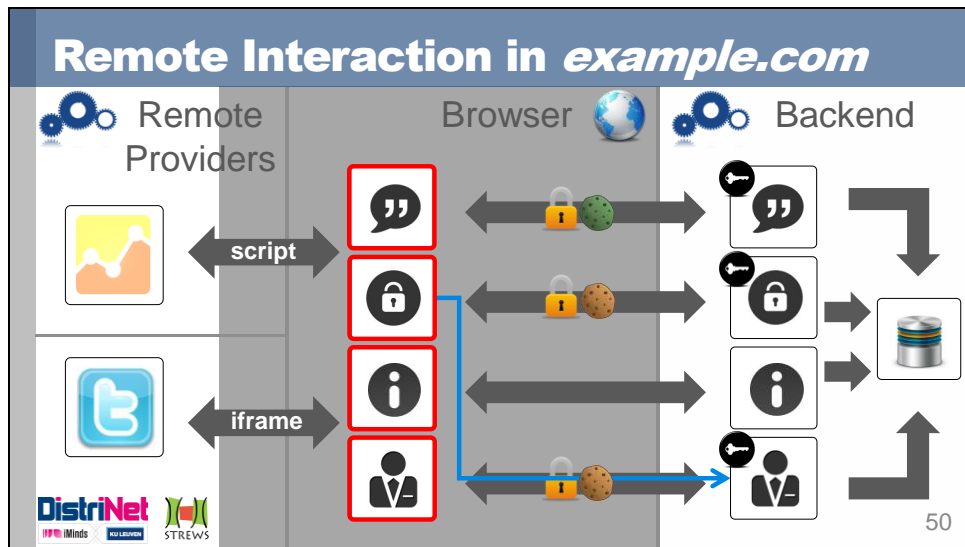 Remote Interaction in example.com
Remote
Providers
Browser
Backend
script
iframe
DistriNet
iMinds
KU LEUVEN
STREWS
50